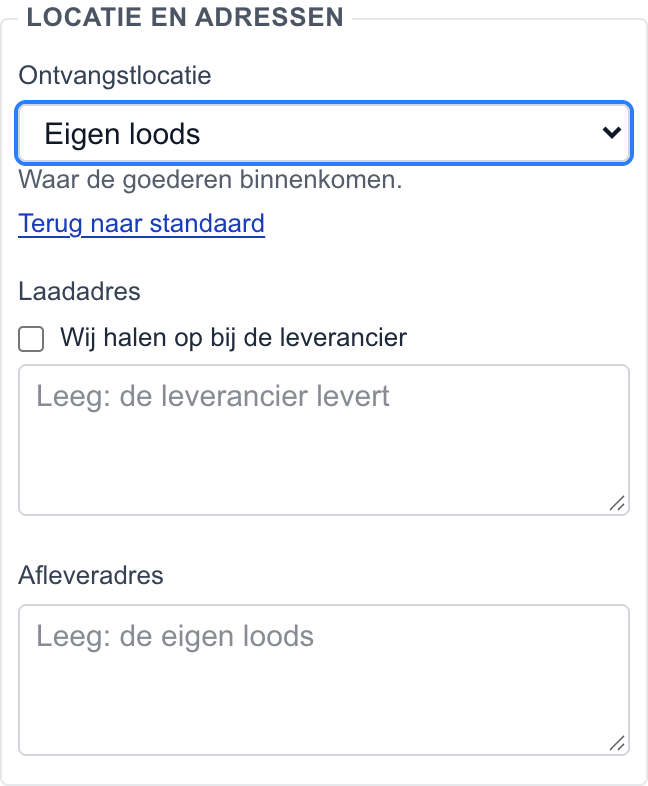 LOCATIE EN ADRESSEN
Ontvangstlocatie
Eigen loods
Waar de goederen binnenkomen.
Terug naar standaard
Laadadres
Wij halen op bij de leverancier
Leeg: de leverancier levert
Afleveradres
Leeg: de eigen loods